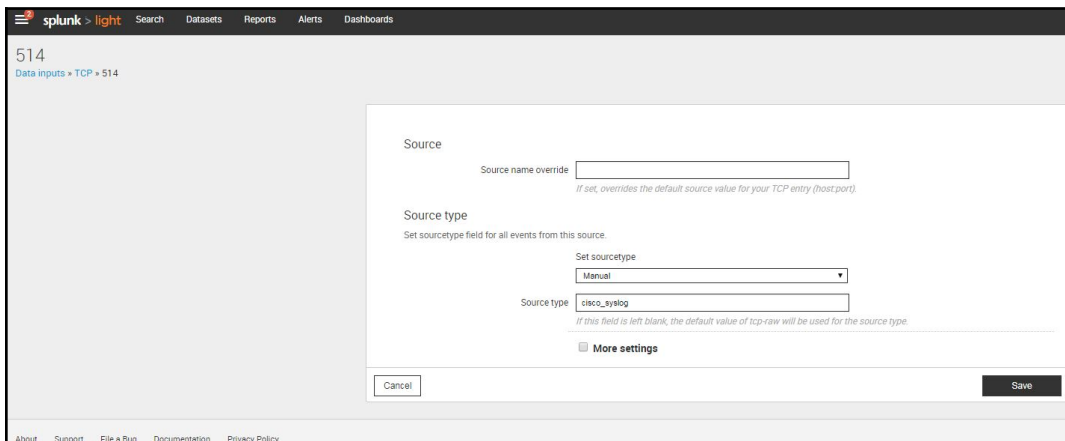 2
splunk > light Search Datasets Reports Alerts Dashboards
514
Data inputs » TCP » 514
Source
Source name override
If set, overrides the default source value for your TCP entry (host:port).
Source type
Set sourcetype field for all events from this source.
Set sourcetype
Manual
Source type cisco_syslog
If this field is left blank, the default value of tcp-raw will be used for the source type.
More settings
Cancel Save
About Support File a Bug Documentation Privacy Policy